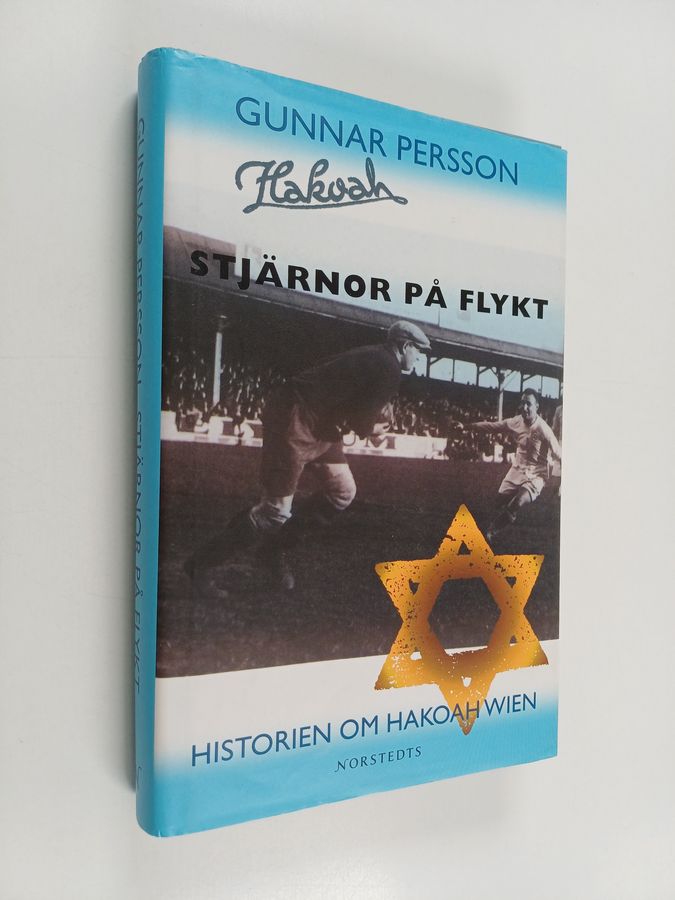 GUNNAR PERSSON
Hakoah
STJÄRNOR PÅ FLYKT
HISTORIEN OM HAKOAH WIEN
NORSTEDTS
GUNNAR PERSSON STJÄRNOR PÅ FLYKT
N